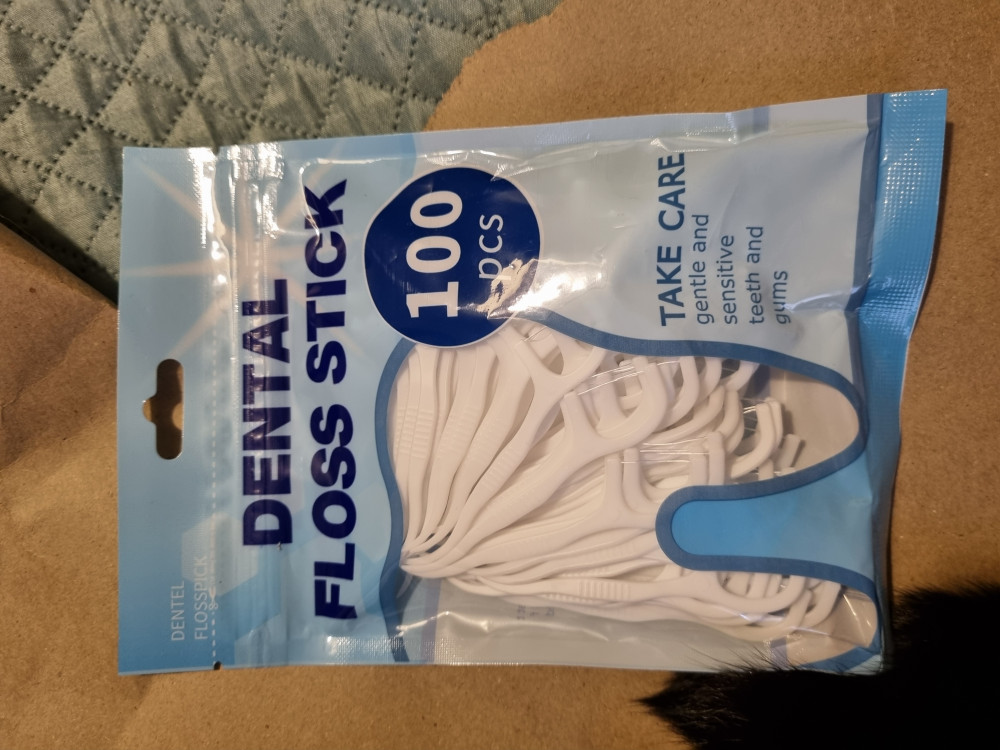 DENTEL
FLOSSPICK
DENTAL
FLOSS STICK
100
pcs
TAKE CARE
gentle and
sensitive
teeth and
gums